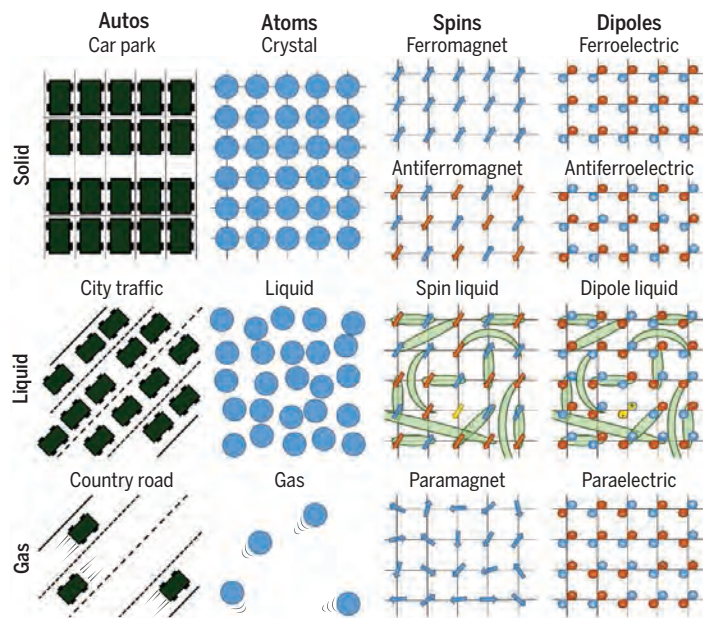 Autos Atoms Spins Dipoles
Car park Crystal Ferromagnet Ferroelectric
Solid
Antiferromagnet Antiferroelectric
City traffic Liquid Spin liquid Dipole liquid
Liquid
Country road Gas Paramagnet Paraelectric
Gas